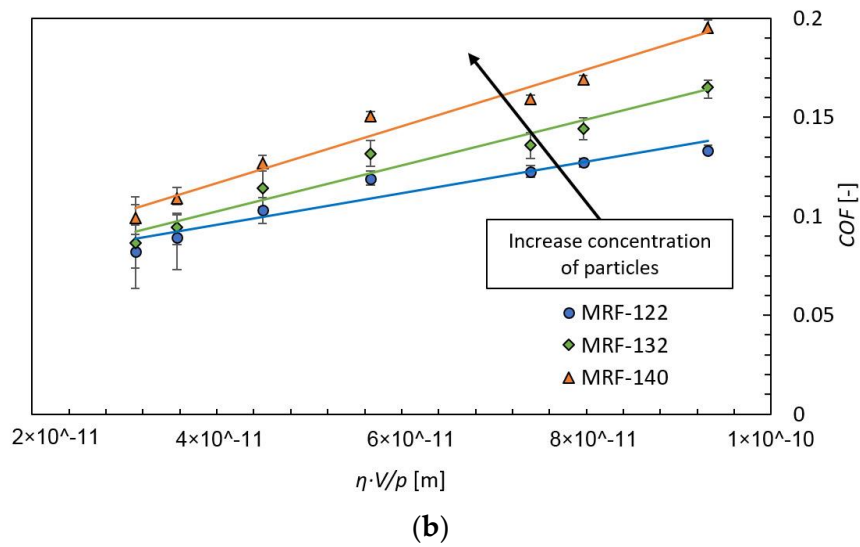 0.2
0.15
0.1
0.05
0
COF [-]
Increase concentration
of particles
MRF-122
MRF-132
MRF-140
2×10^-11
4×10^-11
6×10^-11
8×10^-11
1×10^-10
η·V/p [m]
(b)